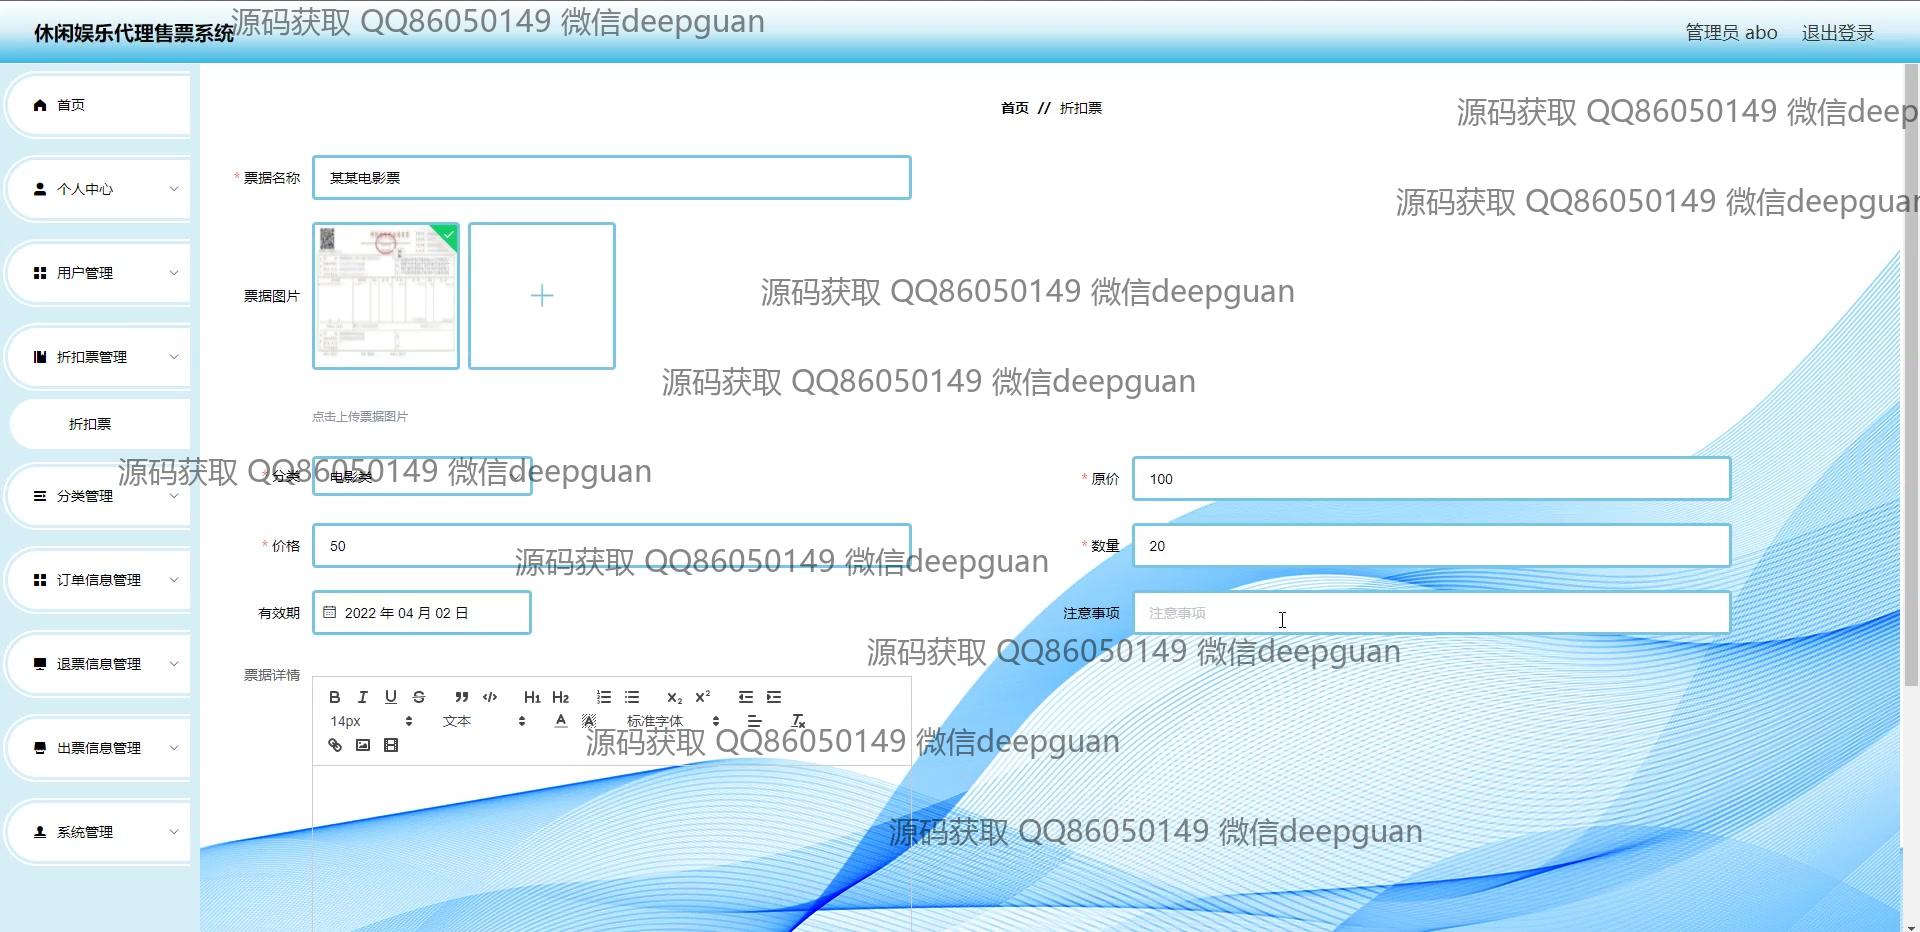 休闲娱乐代理售票系统
源码获取 QQ86050149 微信deepguan
管理员 abo 退出登录
首页
首页 // 折扣票
源码获取 QQ86050149 微信deep
* 票据名称 某某电影票
个人中心
源码获取 QQ86050149 微信deepguan
用户管理
票据图片
源码获取 QQ86050149 微信deepguan
折扣票管理
源码获取 QQ86050149 微信deepguan
点击上传票据图片
折扣票
源码获取 QQ86050149 微信deepguan
* 分类 电影类
* 原价 100
分类管理
* 价格 50
* 数量 20
源码获取 QQ86050149 微信deepguan
订单信息管理
有效期 2022 年 04 月 02 日
注意事项 注意事项
源码获取 QQ86050149 微信deepguan
退票信息管理
票据详情
B I U S H1 H2 X2 X2
14px 文本 A A 标准字体 Tx
源码获取 QQ86050149 微信deepguan
出票信息管理
系统管理
源码获取 QQ86050149 微信deepguan